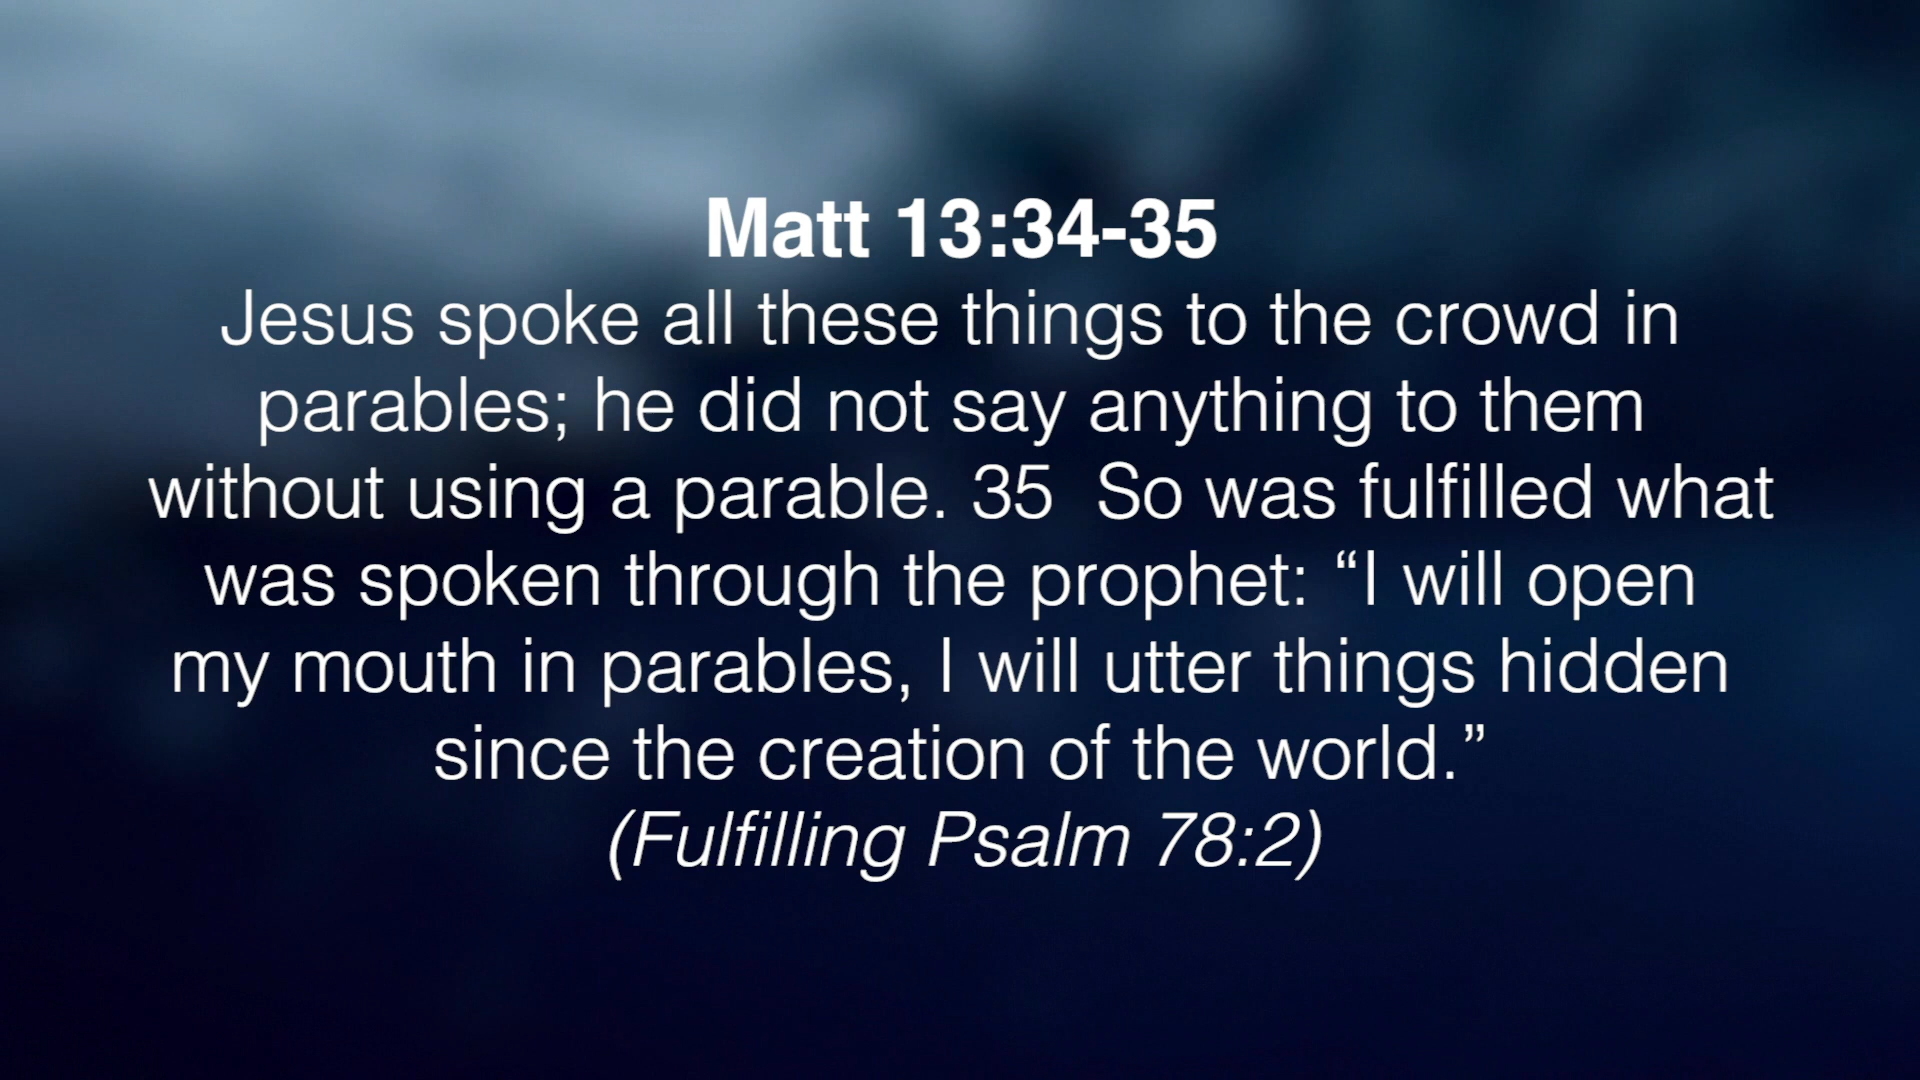 Matt 13:34-35
Jesus spoke all these things to the crowd in
parables; he did not say anything to them
without using a parable. 35  So was fulfilled what
was spoken through the prophet: “I will open
my mouth in parables, I will utter things hidden
since the creation of the world.”
(Fulfilling Psalm 78:2)